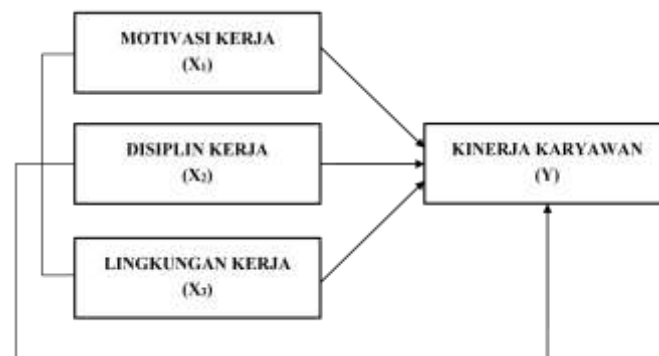 MOTIVASI KERJA
(X₁)
DISIPLIN KERJA
(X₂)
KINERJA KARYAWAN
(Y)
LINGKUNGAN KERJA
(X₃)